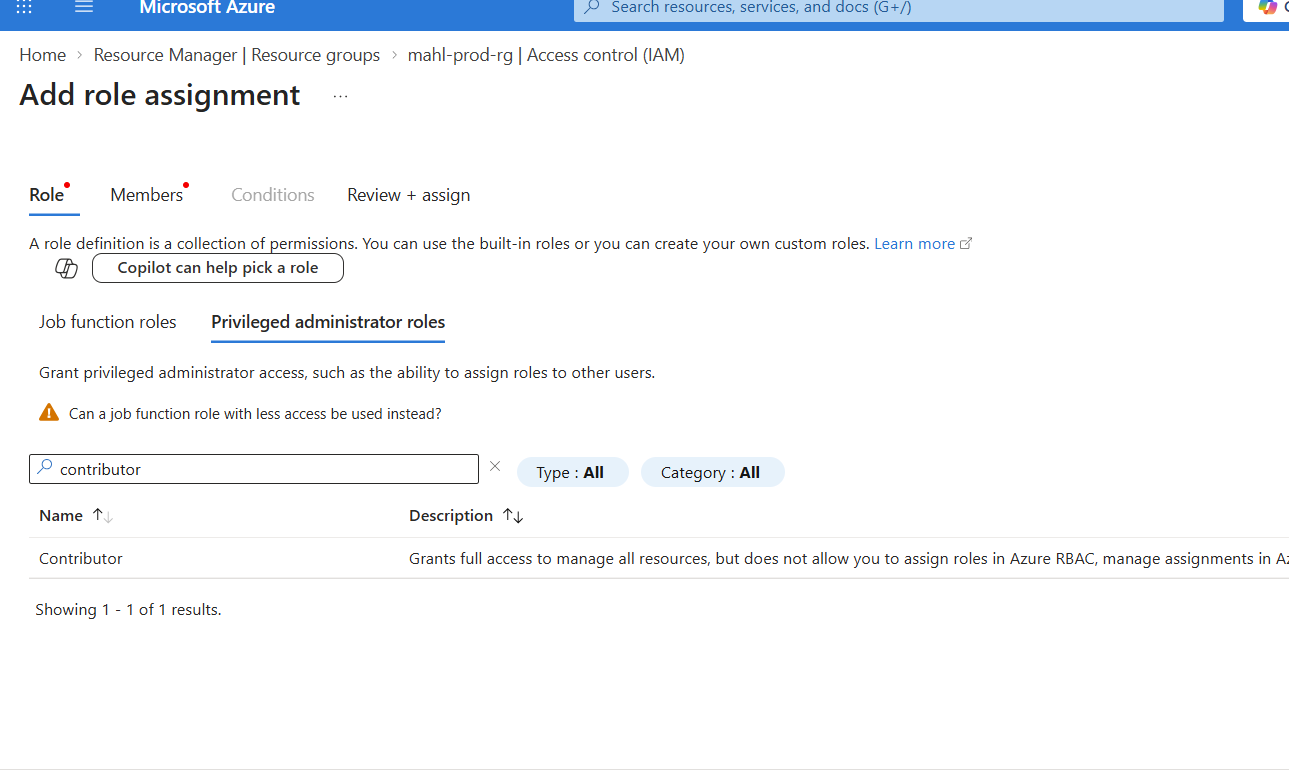 Microsoft Azure
Search resources, services, and docs (G+/)
Home > Resource Manager | Resource groups > mahl-prod-rg | Access control (IAM)
Add role assignment ...
Role Members Conditions Review + assign
A role definition is a collection of permissions. You can use the built-in roles or you can create your own custom roles. Learn more
Copilot can help pick a role
Job function roles Privileged administrator roles
Grant privileged administrator access, such as the ability to assign roles to other users.
Can a job function role with less access be used instead?
contributor
Type : All Category : All
Name ↑↓ Description ↑↓
Contributor Grants full access to manage all resources, but does not allow you to assign roles in Azure RBAC, manage assignments in
Showing 1 - 1 of 1 results.